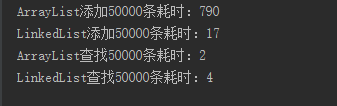 ArrayList添加50000条耗时：790
LinkedList添加50000条耗时：17
ArrayList查找50000条耗时：2
LinkedList查找50000条耗时：4